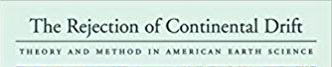 The Rejection of Continental Drift
THEORY AND METHOD IN AMERICAN EARTH SCIENCE